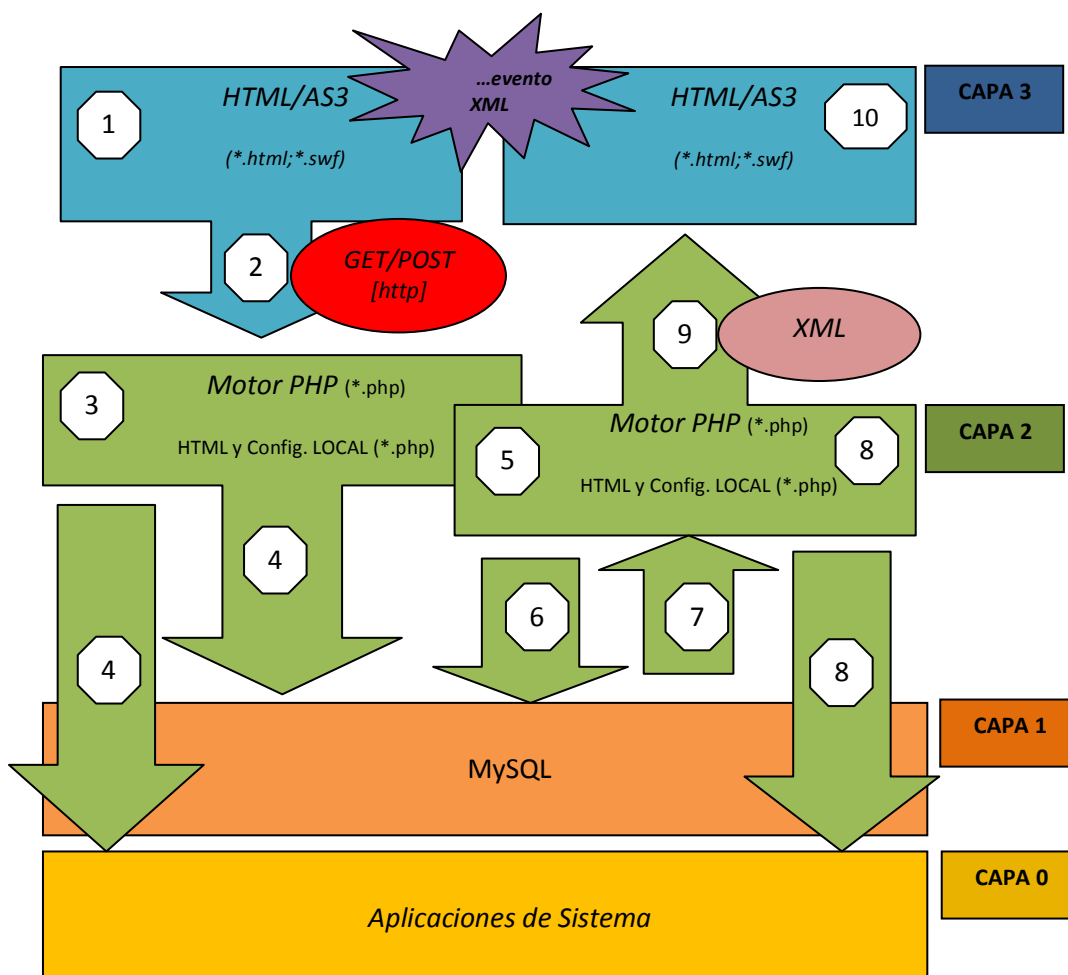 ...evento
XML
HTML/AS3
(*.html;*.swf)
1
HTML/AS3
(*.html;*.swf)
10
CAPA 3
2
GET/POST
[http]
9
XML
3
Motor PHP (*.php)
HTML y Config. LOCAL (*.php)
5
Motor PHP (*.php)
HTML y Config. LOCAL (*.php)
8
CAPA 2
4
4
6
7
8
MySQL
CAPA 1
Aplicaciones de Sistema
CAPA 0